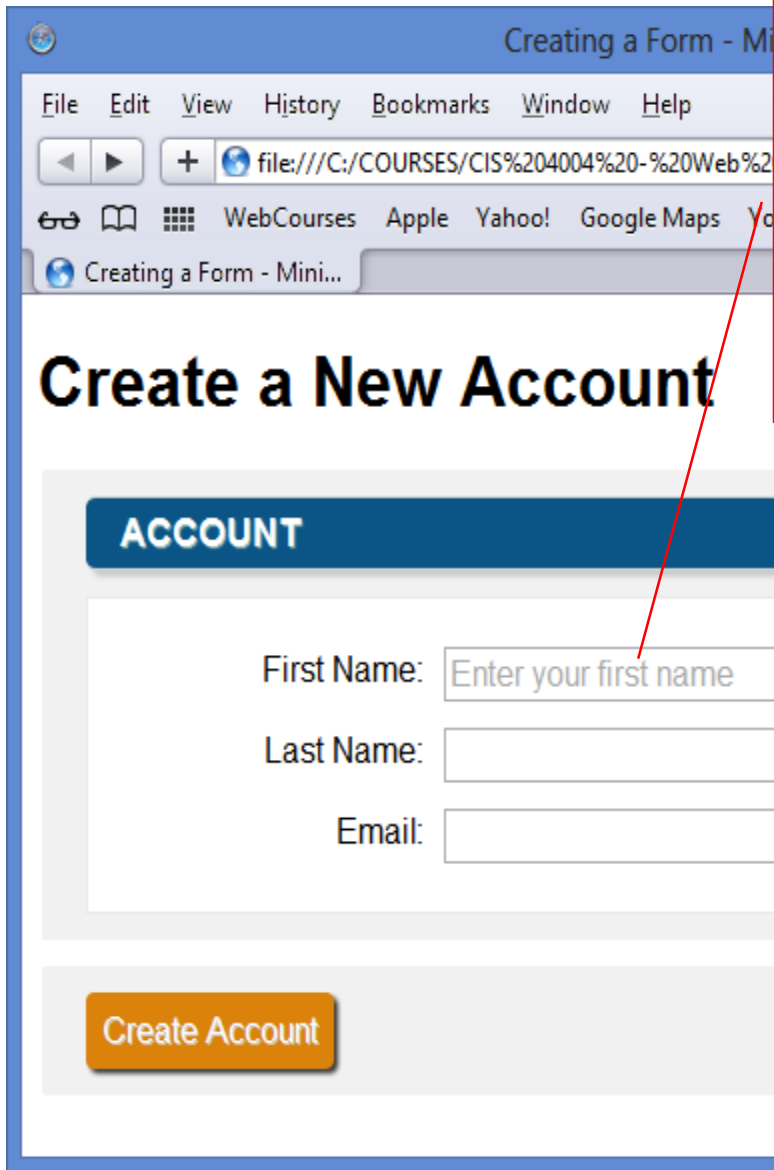 Creating a Form - Mi
File Edit View History Bookmarks Window Help
file:///C:/COURSES/CIS%204004%20-%20Web%2
WebCourses Apple Yahoo! Google Maps Yo
Creating a Form - Mini...
Create a New Account
ACCOUNT
First Name: Enter your first name
Last Name:
Email:
Create Account